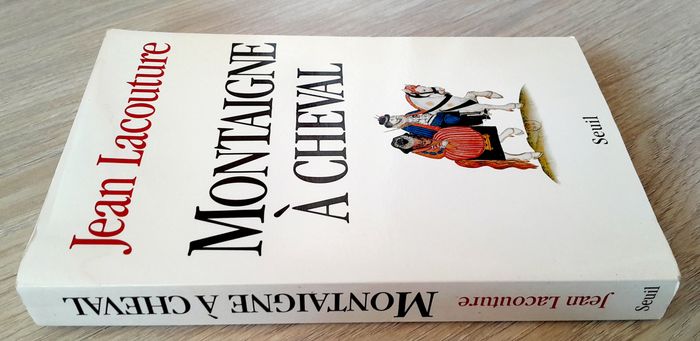 Jean Lacouture
MONTAIGNE
À CHEVAL
Seuil
MONTAIGNE À CHEVAL
Jean Lacouture
Seuil